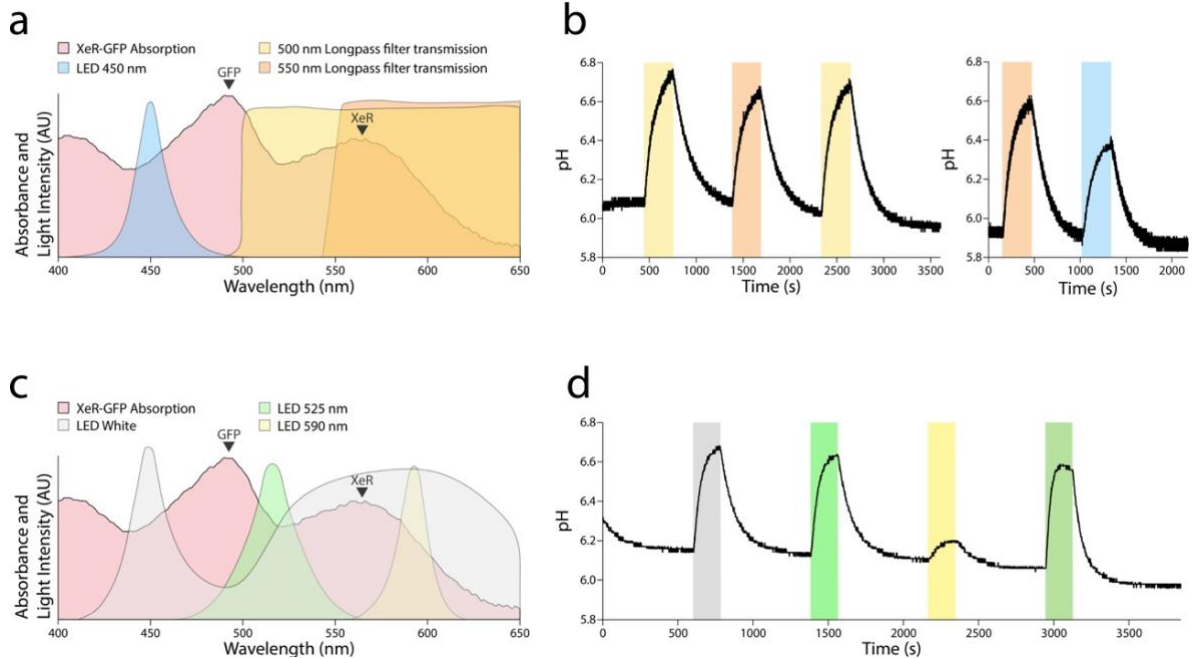 a
XeR-GFP Absorption
500 nm Longpass filter transmission
LED 450 nm
550 nm Longpass filter transmission
GFP
XeR
Absorbance and
Light Intensity (AU)
400 450 500 550 600 650
Wavelength (nm)
b
6.8
6.6
6.4
6.2
6.0
5.8
pH
0 500 1000 1500 2000 2500 3000 3500
Time (s)
6.8
6.6
6.4
6.2
6.0
5.8
pH
0 500 1000 1500 2000
Time (s)
c
XeR-GFP Absorption
LED 525 nm
LED White
LED 590 nm
GFP
XeR
Absorbance and
Light Intensity (AU)
400 450 500 550 600 650
Wavelength (nm)
d
6.8
6.6
6.4
6.2
6.0
5.8
pH
0 500 1000 1500 2000 2500 3000 3500
Time (s)